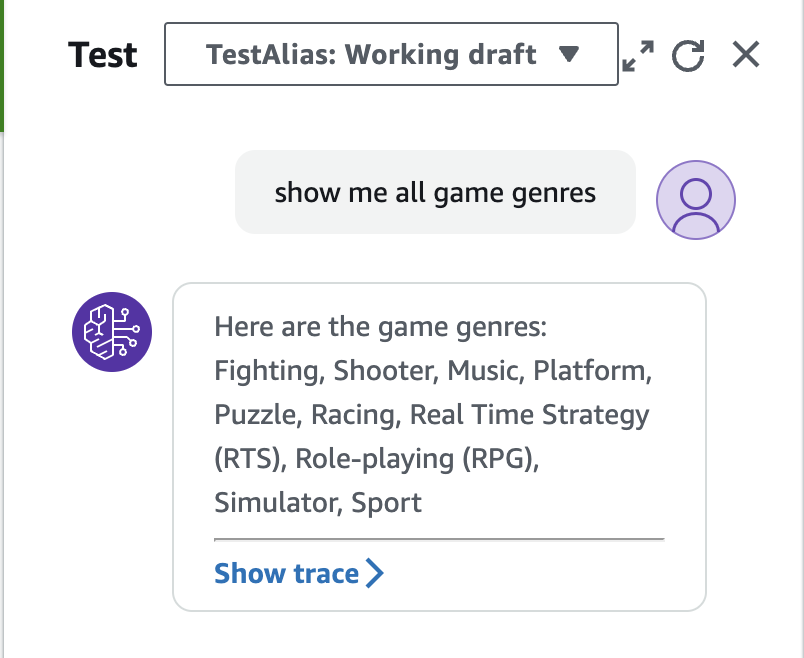 Test
TestAlias: Working draft
show me all game genres
Here are the game genres:
Fighting, Shooter, Music, Platform,
Puzzle, Racing, Real Time Strategy
(RTS), Role-playing (RPG),
Simulator, Sport
Show trace